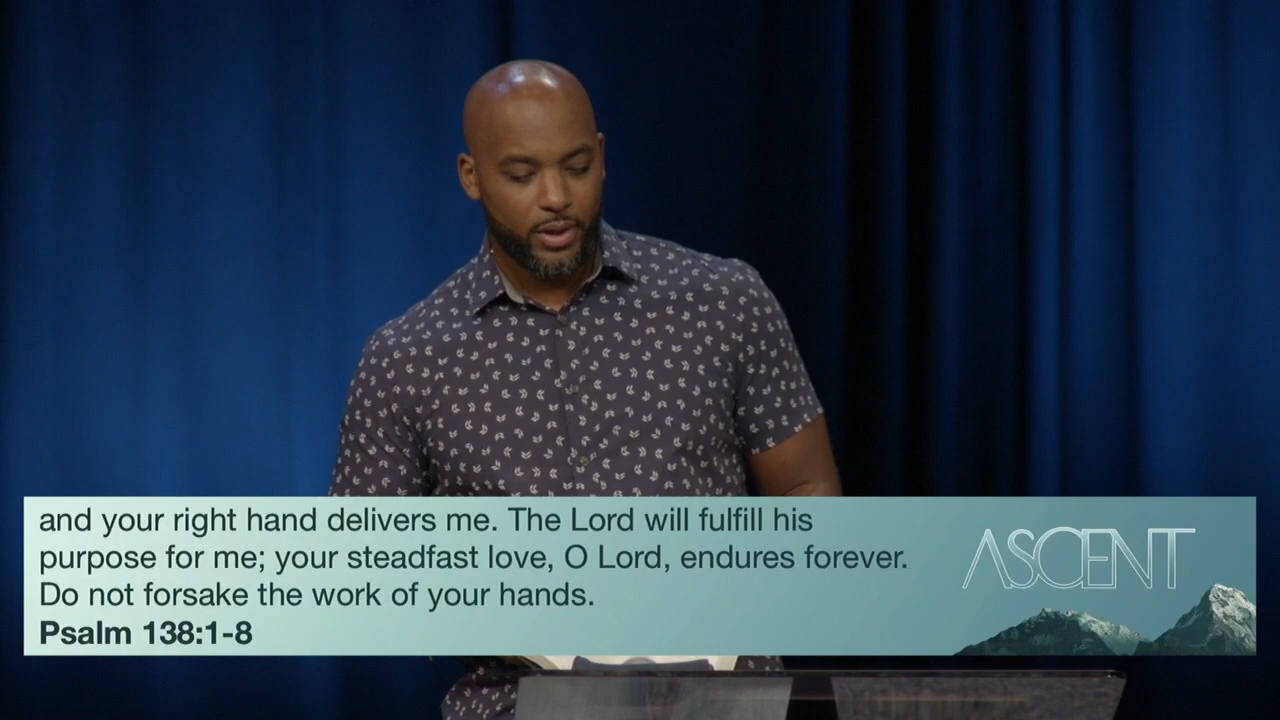 and your right hand delivers me. The Lord will fulfill his
purpose for me; your steadfast love, O Lord, endures forever.
Do not forsake the work of your hands.
Psalm 138:1-8
ASCENT